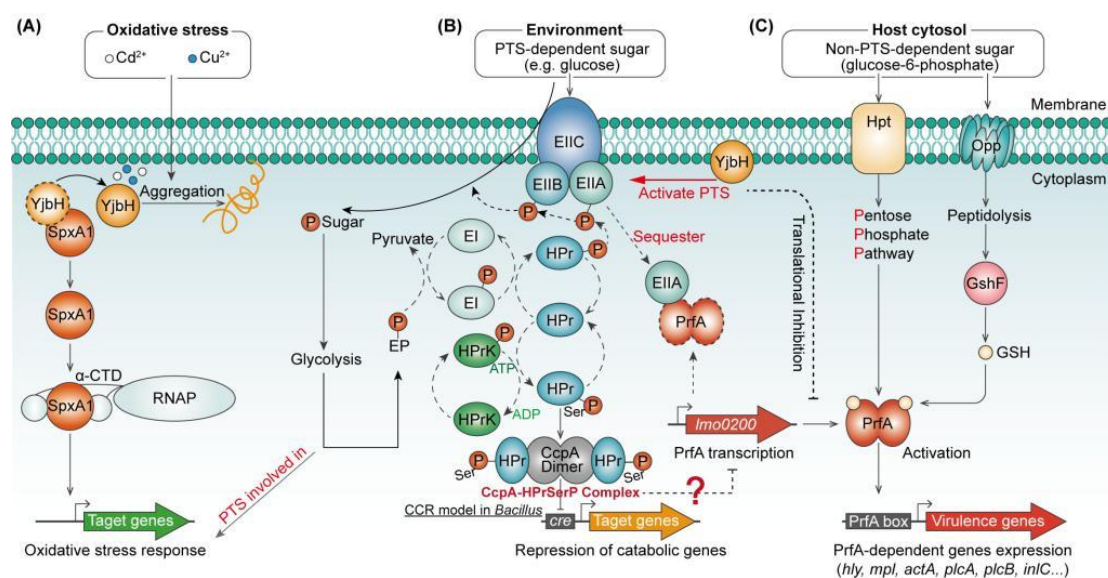 (A)
Oxidative stress
Cd²⁺
Cu²⁺
YjbH
SpxA1
YjbH
Aggregation
SpxA1
α-CTD
SpxA1
RNAP
Taget genes
Oxidative stress response
PTS involved in
(B)
Environment
PTS-dependent sugar
(e.g. glucose)
EIIC
EIIB
EIIA
P
P
YjbH
Activate PTS
P Sugar
Pyruvate
EI
P
EI
HPr
P
Sequester
EIIA
PrfA
P
EP
Glycolysis
HPrK
P
ATP
HPr
HPrK
ADP
HPr
Ser
P
P
Ser
HPr
CcpA
Dimer
HPr
P
Ser
CcpA-HPrSerP Complex
?
CCR model in Bacillus
cre
Taget genes
Repression of catabolic genes
lmo0200
PrfA transcription
Translational Inhibition
(C)
Host cytosol
Non-PTS-dependent sugar
(glucose-6-phosphate)
Membrane
Cytoplasm
Hpt
Opp
Pentose
Phosphate
Pathway
Peptidolysis
GshF
GSH
PrfA
Activation
PrfA box
Virulence genes
PrfA-dependent genes expression
(hly, mpl, actA, plcA, plcB, inlC...)